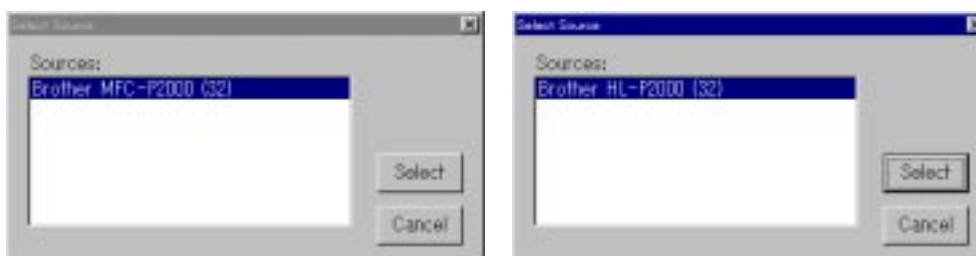 Select Source
Sources:
Brother MFC-P2000 (32)
Select
Cancel
Select Source
Sources:
Brother HL-P2000 (32)
Select
Cancel